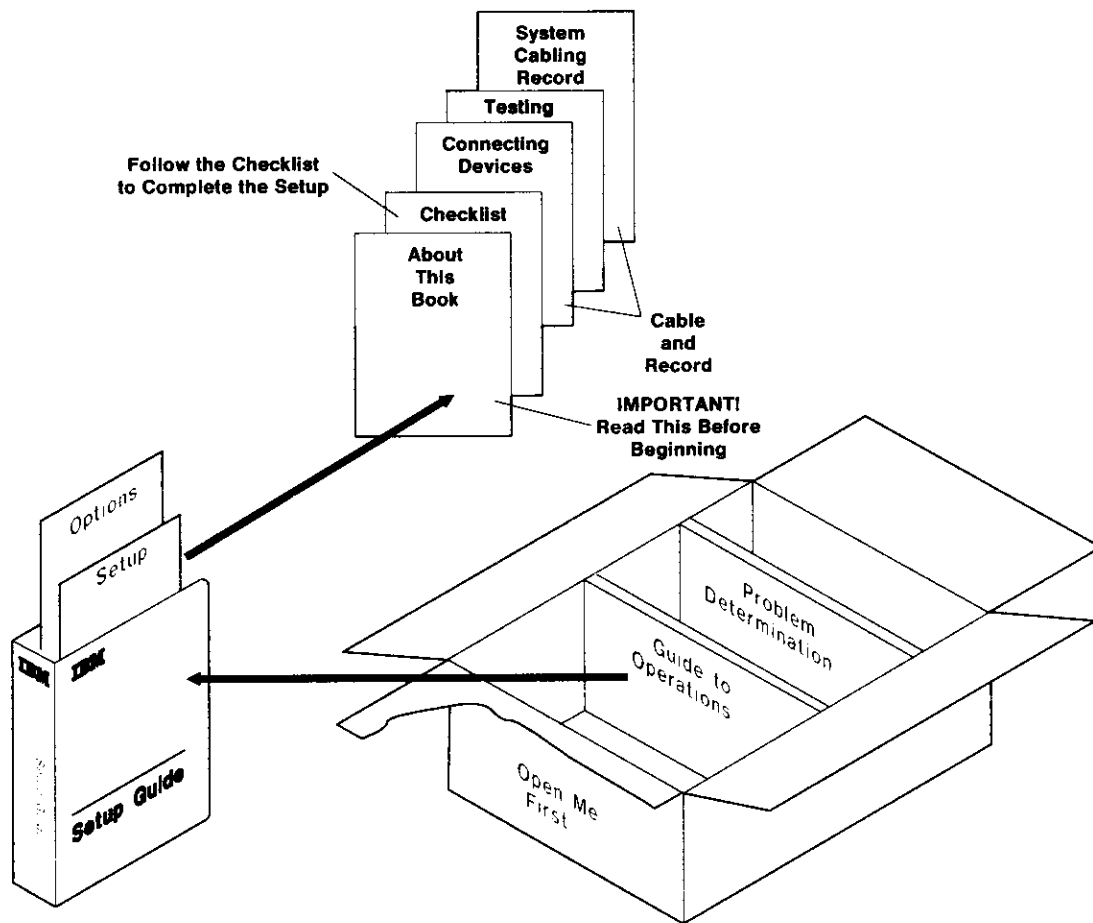 System
Cabling
Record
Testing
Connecting
Devices
Follow the Checklist
to Complete the Setup
Checklist
About
This
Book
Cable
and
Record
IMPORTANT!
Read This Before
Beginning
Options
Setup
Problem
Determination
Guide to
Operations
IBM
IBM
Setup Guide
Open Me
First